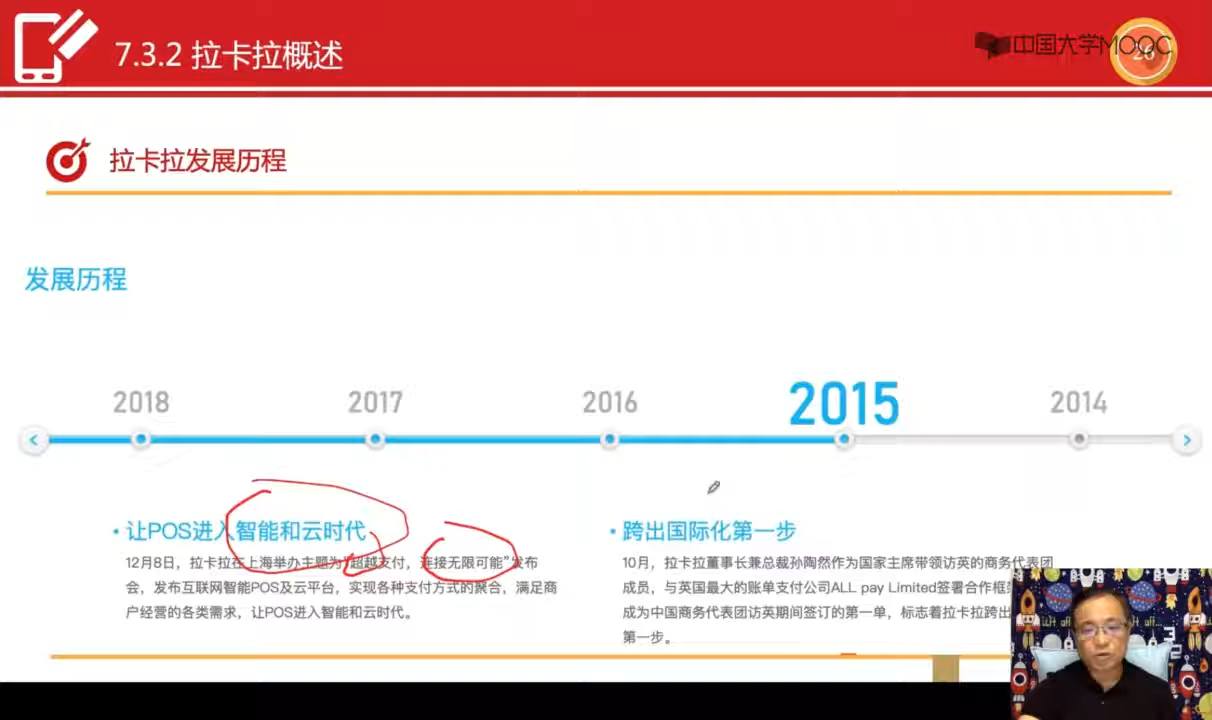 7.3.2 拉卡拉概述
中国大学MOOC
26
拉卡拉发展历程
发展历程
2018
2017
2016
2015
2014
• 让POS进入智能和云时代
12月8日，拉卡拉在上海举办主题为“超越支付，连接无限可能”发布
会，发布互联网智能POS及云平台，实现各种支付方式的聚合，满足商
户经营的各类需求，让POS进入智能和云时代。
• 跨出国际化第一步
10月，拉卡拉董事长兼总裁孙陶然作为国家主席带领访英的商务代表团
成员，与英国最大的账单支付公司ALL pay Limited签署合作框
成为中国商务代表团访英期间签订的第一单，标志着拉卡拉跨出
第一步。